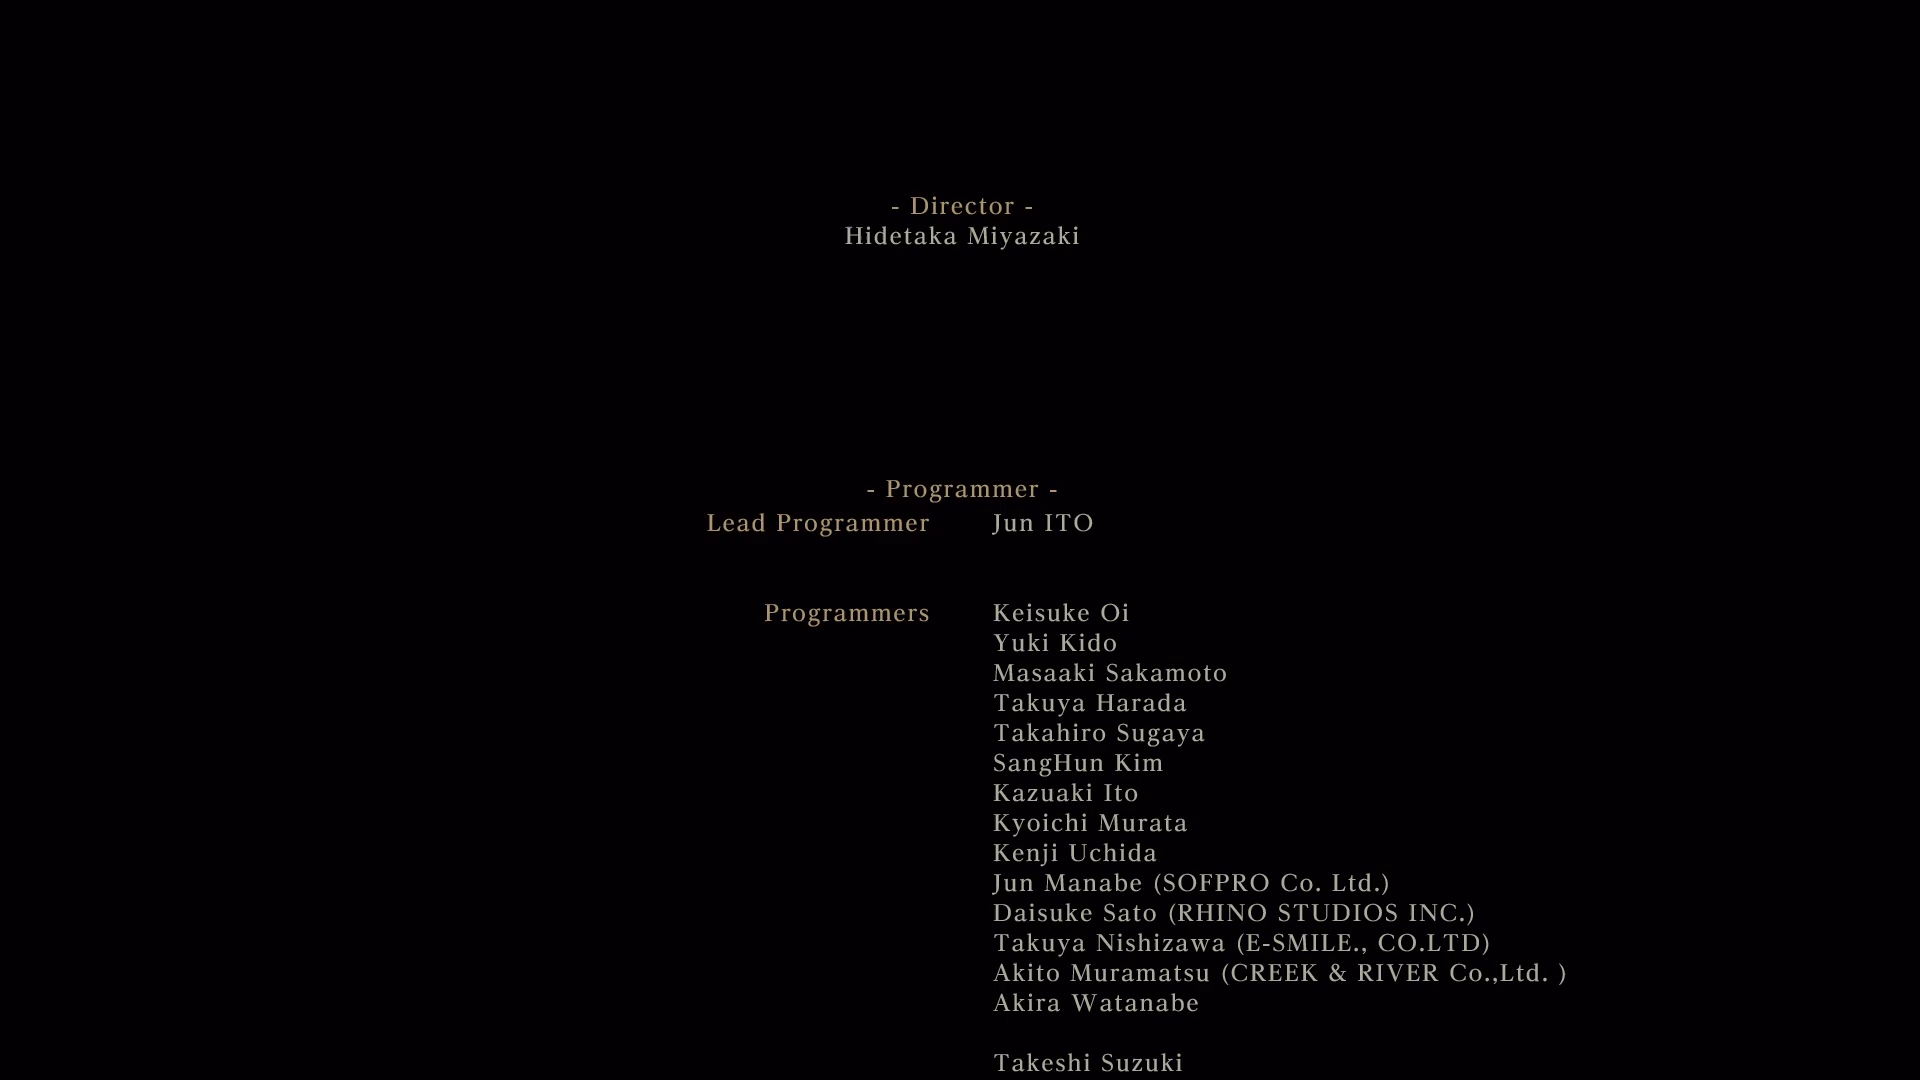 - Director -
Hidetaka Miyazaki
- Programmer -
Lead Programmer Jun ITO
Programmers Keisuke Oi
Yuki Kido
Masaaki Sakamoto
Takuya Harada
Takahiro Sugaya
SangHun Kim
Kazuaki Ito
Kyoichi Murata
Kenji Uchida
Jun Manabe (SOFPRO Co. Ltd.)
Daisuke Sato (RHINO STUDIOS INC.)
Takuya Nishizawa (E-SMILE., CO.LTD)
Akito Muramatsu (CREEK & RIVER Co.,Ltd. )
Akira Watanabe
Takeshi Suzuki